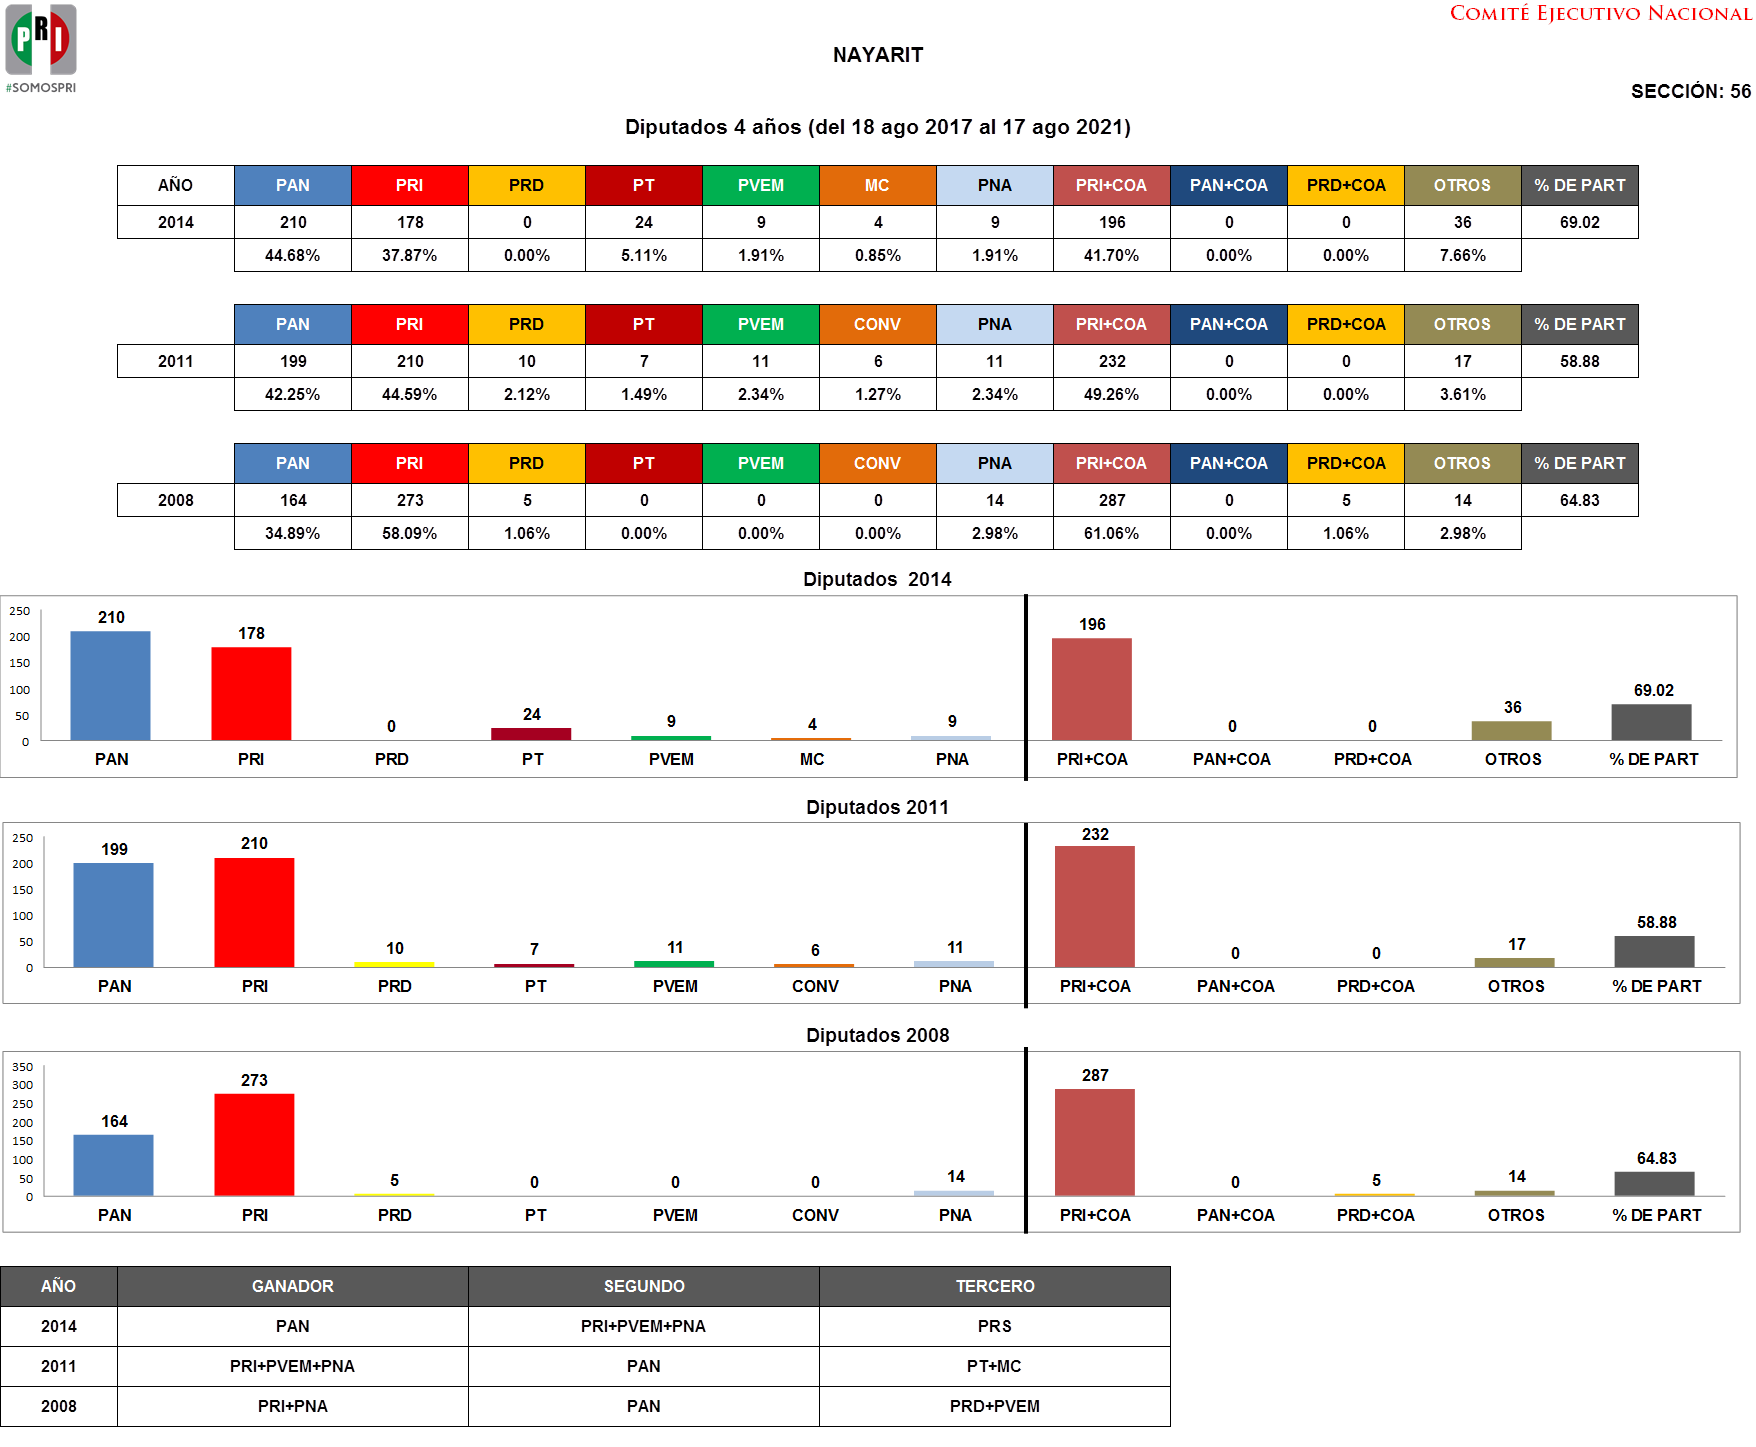 PRI
#SOMOSPRI
COMITÉ EJECUTIVO NACIONAL
NAYARIT
SECCIÓN: 56
Diputados 4 años (del 18 ago 2017 al 17 ago 2021)
AÑO PAN PRI PRD PT PVEM MC PNA PRI+COA PAN+COA PRD+COA OTROS % DE PART
2014 210 178 0 24 9 4 9 196 0 0 36 69.02
44.68% 37.87% 0.00% 5.11% 1.91% 0.85% 1.91% 41.70% 0.00% 0.00% 7.66%
PAN PRI PRD PT PVEM CONV PNA PRI+COA PAN+COA PRD+COA OTROS % DE PART
2011 199 210 10 7 11 6 11 232 0 0 17 58.88
42.25% 44.59% 2.12% 1.49% 2.34% 1.27% 2.34% 49.26% 0.00% 0.00% 3.61%
PAN PRI PRD PT PVEM CONV PNA PRI+COA PAN+COA PRD+COA OTROS % DE PART
2008 164 273 5 0 0 0 14 287 0 5 14 64.83
34.89% 58.09% 1.06% 0.00% 0.00% 0.00% 2.98% 61.06% 0.00% 1.06% 2.98%
Diputados 2014
250
200
150
100
50
0
210 178 0 24 9 4 9 196 0 0 36 69.02
PAN PRI PRD PT PVEM MC PNA PRI+COA PAN+COA PRD+COA OTROS % DE PART
Diputados 2011
250
200
150
100
50
0
199 210 10 7 11 6 11 232 0 0 17 58.88
PAN PRI PRD PT PVEM CONV PNA PRI+COA PAN+COA PRD+COA OTROS % DE PART
Diputados 2008
350
300
250
200
150
100
50
0
164 273 5 0 0 0 14 287 0 5 14 64.83
PAN PRI PRD PT PVEM CONV PNA PRI+COA PAN+COA PRD+COA OTROS % DE PART
AÑO GANADOR SEGUNDO TERCERO
2014 PAN PRI+PVEM+PNA PRS
2011 PRI+PVEM+PNA PAN PT+MC
2008 PRI+PNA PAN PRD+PVEM